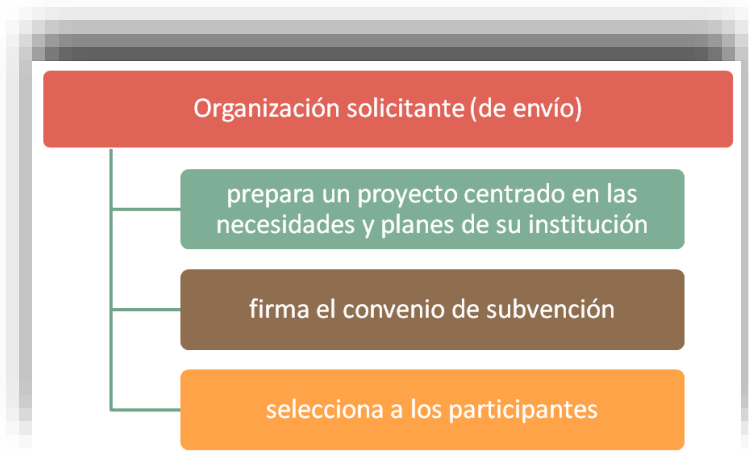 Organización solicitante (de envío)
prepara un proyecto centrado en las
necesidades y planes de su institución
firma el convenio de subvención
selecciona a los participantes